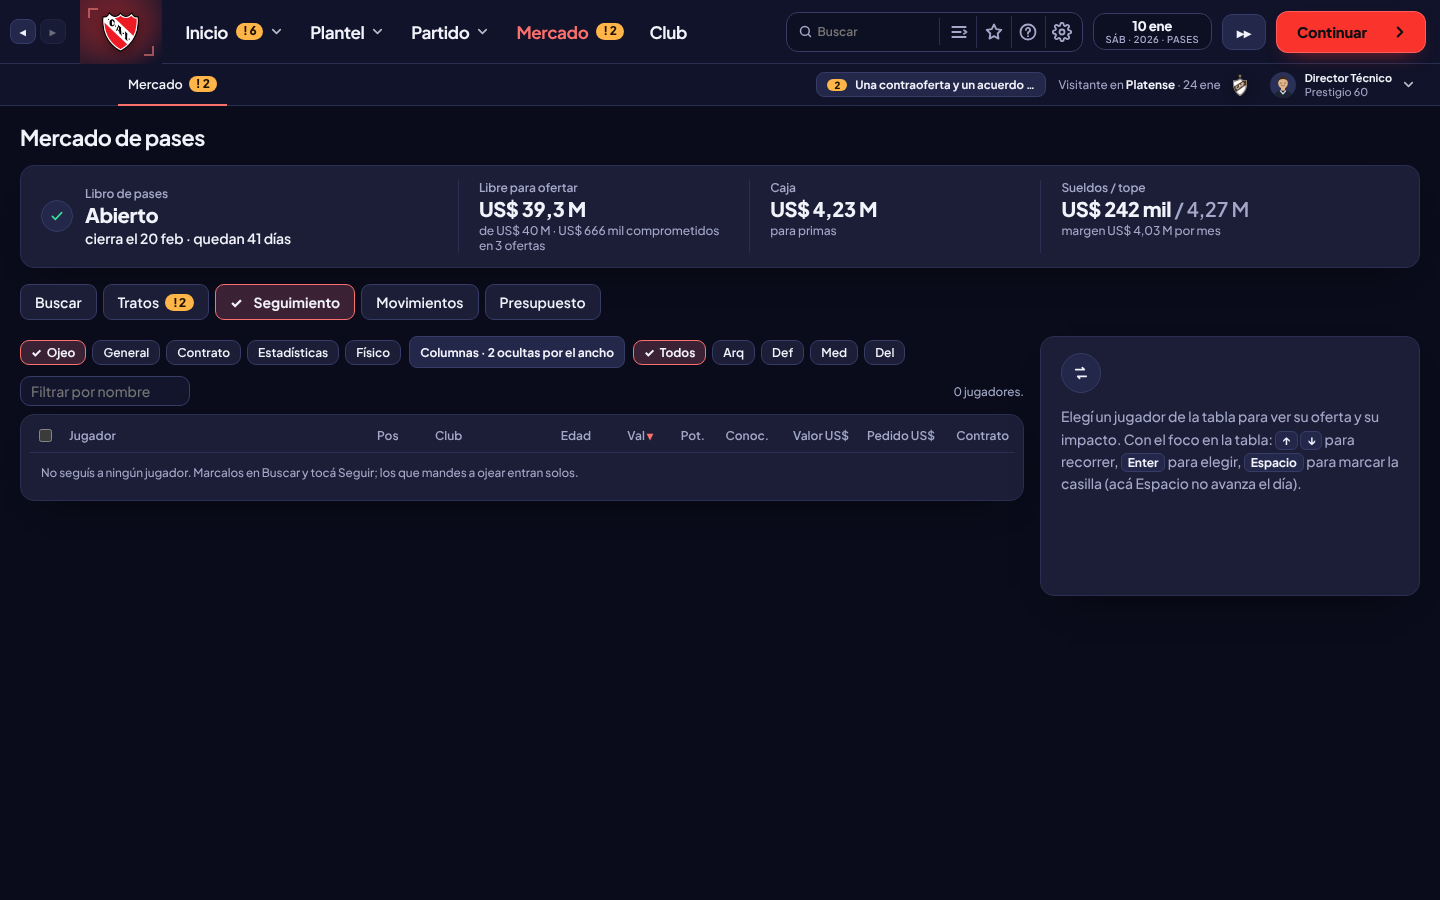 Inicio !6 Plantel Partido Mercado !2 Club
Buscar
10 ene
SÁB · 2026 · PASES
Continuar
Mercado !2
2 Una contraoferta y un acuerdo ...
Visitante en Platense · 24 ene
Director Técnico
Prestigio 60
Mercado de pases
Libro de pases
Abierto
cierra el 20 feb · quedan 41 días
Libre para ofertar
US$ 39,3 M
de US$ 40 M · US$ 666 mil comprometidos
en 3 ofertas
Caja
US$ 4,23 M
para primas
Sueldos / tope
US$ 242 mil / 4,27 M
margen US$ 4,03 M por mes
Buscar Tratos !2 Seguimiento Movimientos Presupuesto
Ojeo General Contrato Estadísticas Físico Columnas · 2 ocultas por el ancho Todos Arq Def Med Del
Filtrar por nombre
0 jugadores.
Jugador Pos Club Edad Val▼ Pot. Conoc. Valor US$ Pedido US$ Contrato
No seguís a ningún jugador. Marcalos en Buscar y tocá Seguir; los que mandes a ojear entran solos.
Elegí un jugador de la tabla para ver su oferta y su
impacto. Con el foco en la tabla: ↑ ↓ para
recorrer, Enter para elegir, Espacio para marcar la
casilla (acá Espacio no avanza el día).